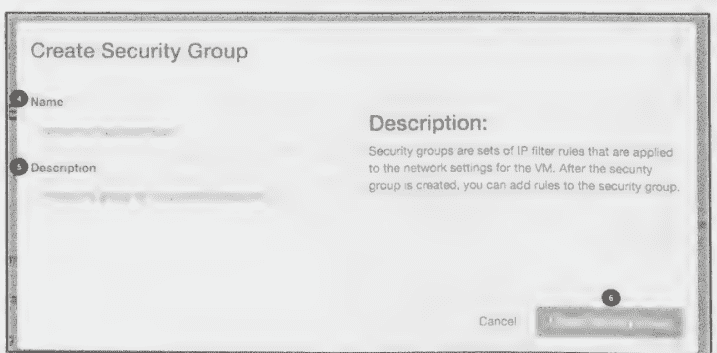 Create Security Group
4 Name
5 Description
Description:
Security groups are sets of IP filter rules that are applied
to the network settings for the VM. After the security
group is created, you can add rules to the security group.
6
Cancel